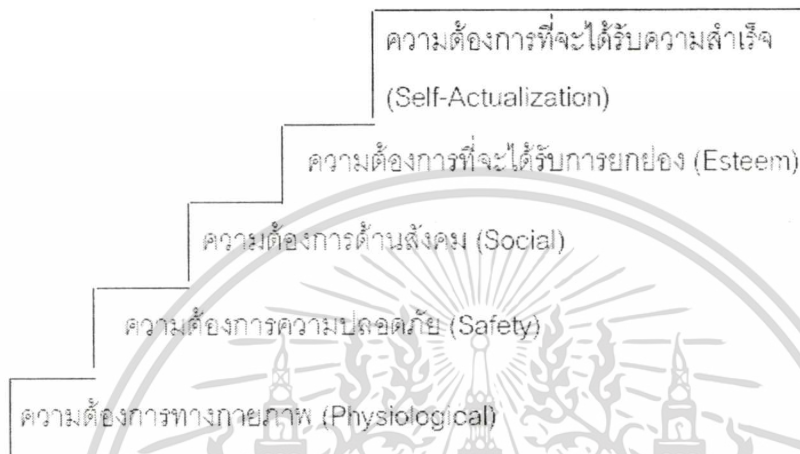 ความต้องการที่จะได้รับความสำเร็จ
(Self-Actualization)
ความต้องการที่จะได้รับการยกย่อง (Esteem)
ความต้องการด้านสังคม (Social)
ความต้องการความปลอดภัย (Safety)
ความต้องการทางกายภาพ (Physiological)